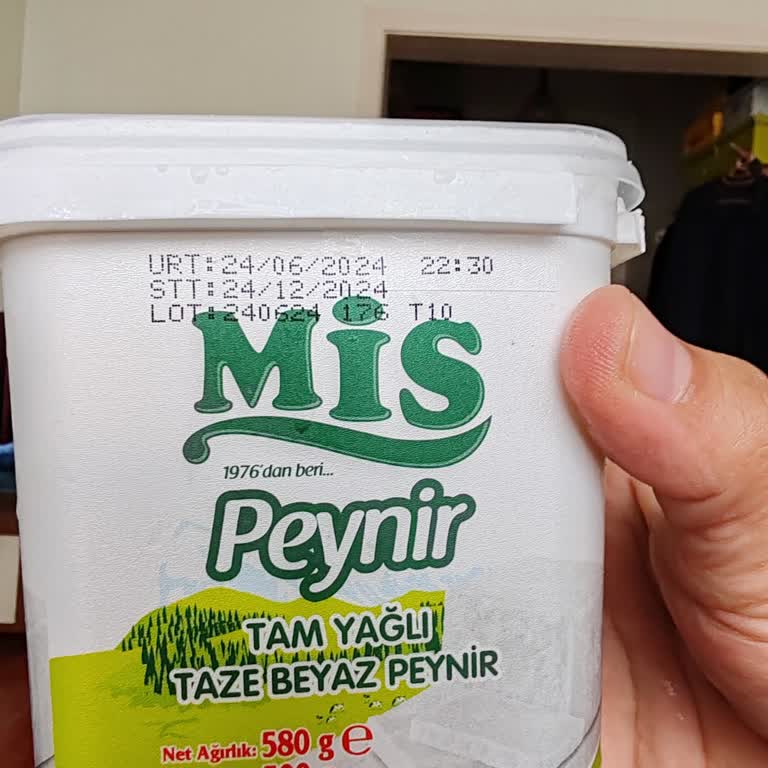 URT:24/06/2024 22:30
STT:24/12/2024
LOT:240624 176 T10
Mis
1976'dan beri...
Peynir
TAM YAĞLI
TAZE BEYAZ PEYNİR
Net Ağırlık: 580 g e